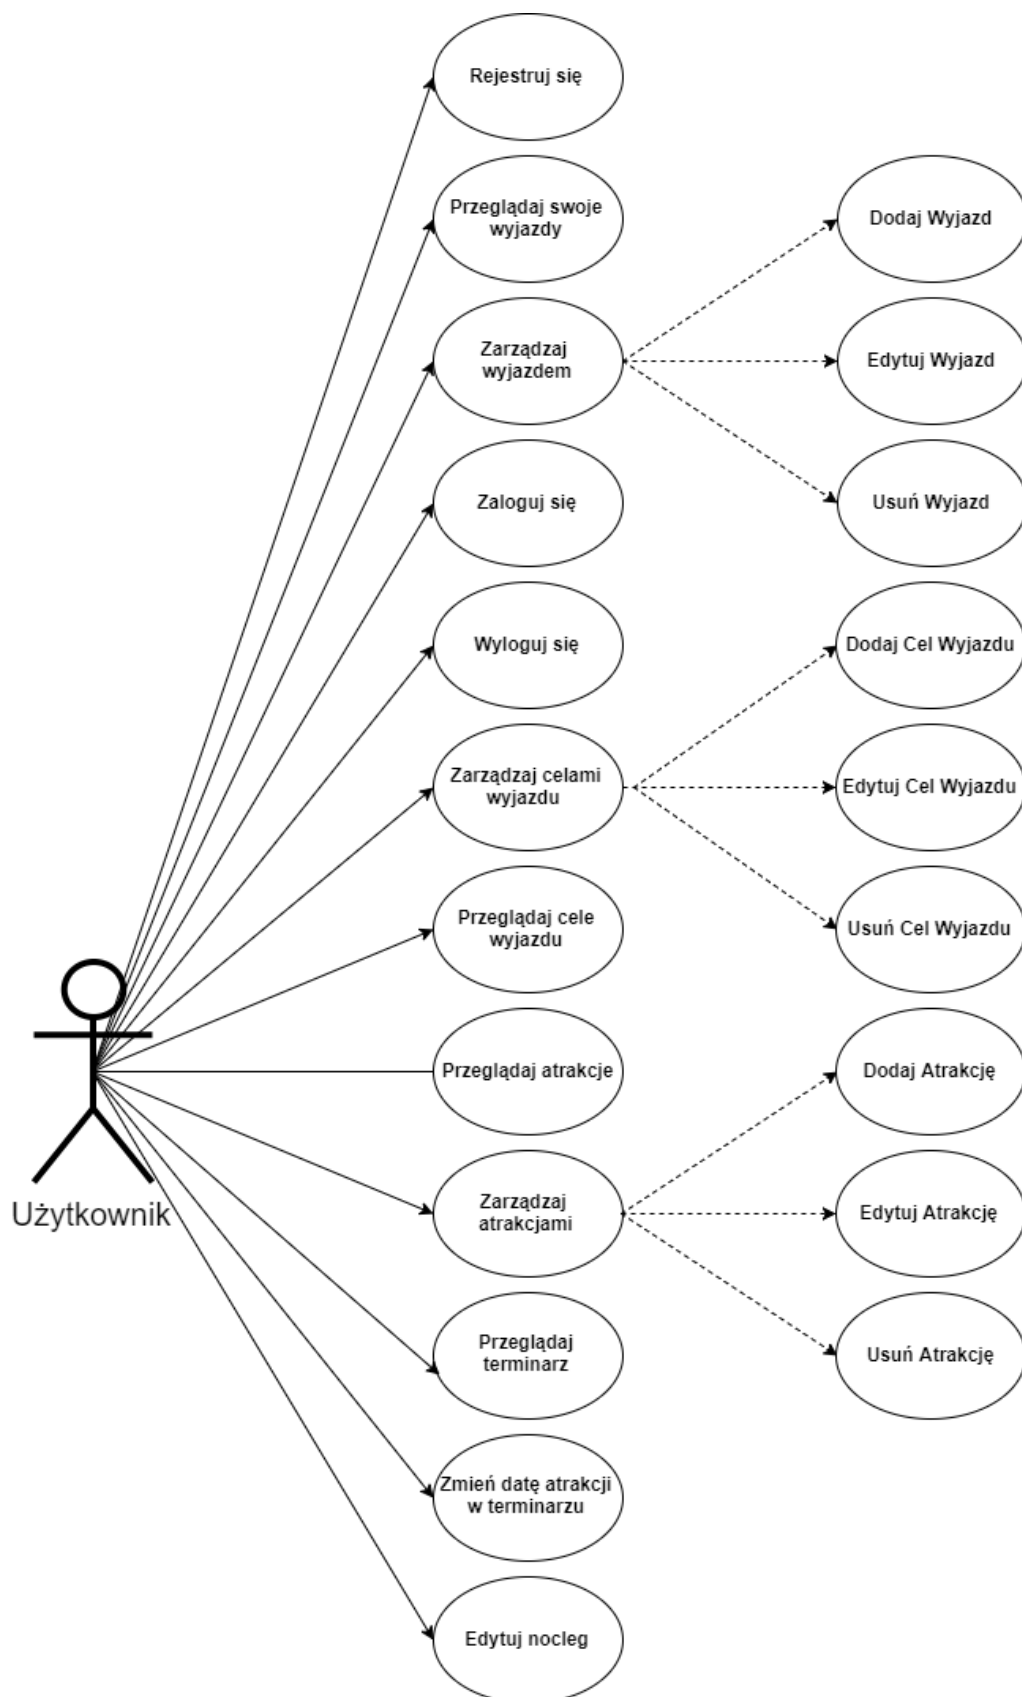 Rejestruj się
Przeglądaj swoje
wyjazdy
Dodaj Wyjazd
Zarządzaj
wyjazdem
Edytuj Wyjazd
Zaloguj się
Usuń Wyjazd
Wyloguj się
Dodaj Cel Wyjazdu
Zarządzaj celami
wyjazdu
Edytuj Cel Wyjazdu
Przeglądaj cele
wyjazdu
Usuń Cel Wyjazdu
Przeglądaj atrakcje
Dodaj Atrakcję
Użytkownik
Zarządzaj
atrakcjami
Edytuj Atrakcję
Przeglądaj
terminarz
Usuń Atrakcję
Zmień datę atrakcji
w terminarzu
Edytuj nocleg